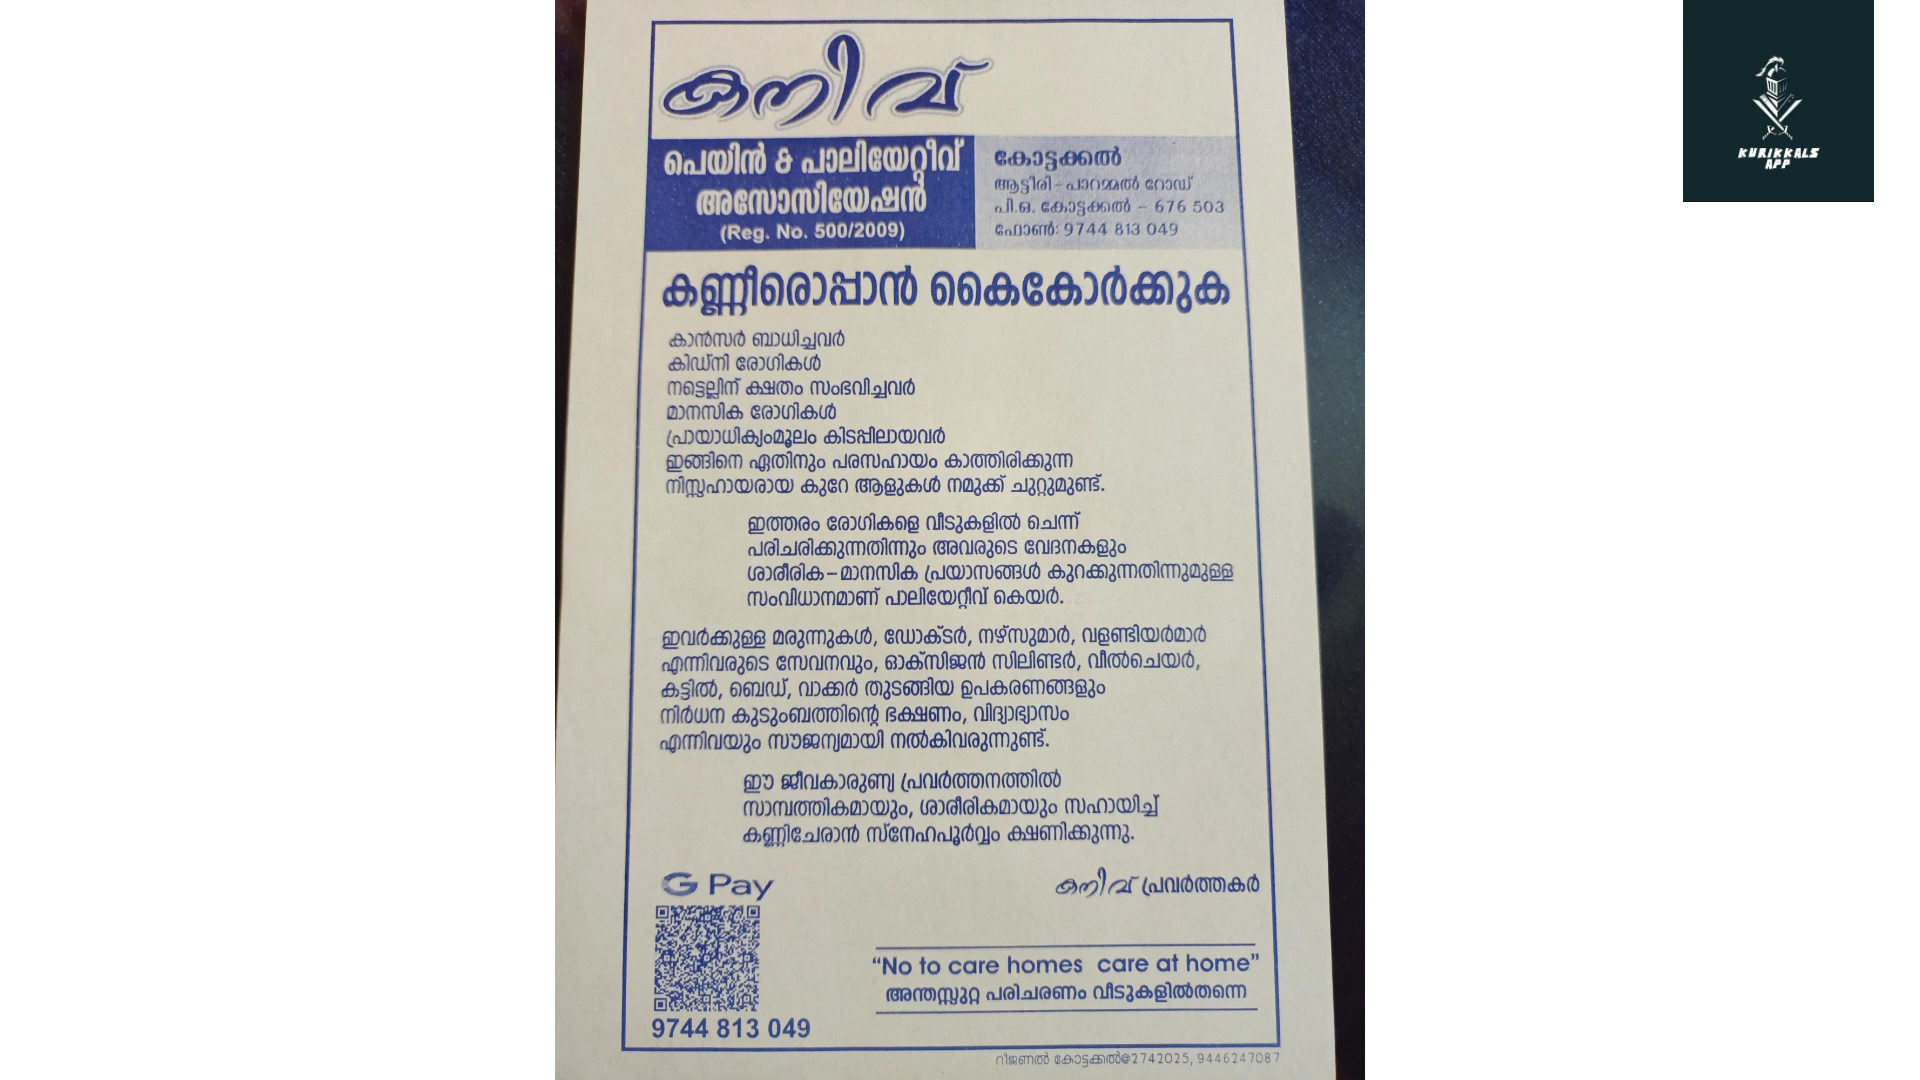 കനിവ്
പെയിൻ & പാലിയേറ്റീവ്
അസോസിയേഷൻ
(Reg. No. 500/2009)
കോട്ടക്കൽ
ആട്ടീരി-പാറമ്മൽ റോഡ്
പി.ഒ. കോട്ടക്കൽ - 676 503
ഫോൺ: 9744 813 049
KURIKKALS
APP
കണ്ണീരൊപ്പാൻ കൈകോർക്കുക
കാൻസർ ബാധിച്ചവർ
കിഡ്നി രോഗികൾ
നട്ടെല്ലിന് ക്ഷതം സംഭവിച്ചവർ
മാനസിക രോഗികൾ
പ്രായാധിക്യംമൂലം കിടപ്പിലായവർ
ഇങ്ങിനെ ഏതിനും പരസഹായം കാത്തിരിക്കുന്ന
നിസ്സഹായരായ കുറേ ആളുകൾ നമുക്ക് ചുറ്റുമുണ്ട്.
ഇത്തരം രോഗികളെ വീടുകളിൽ ചെന്ന്
പരിചരിക്കുന്നതിന്നും അവരുടെ വേദനകളും
ശാരീരിക-മാനസിക പ്രയാസങ്ങൾ കുറക്കുന്നതിന്നുമുള്ള
സംവിധാനമാണ് പാലിയേറ്റീവ് കെയർ.
ഇവർക്കുള്ള മരുന്നുകൾ, ഡോക്ടർ, നഴ്സുമാർ, വളണ്ടിയർമാർ
എന്നിവരുടെ സേവനവും, ഓക്സിജൻ സിലിണ്ടർ, വീൽചെയർ,
കട്ടിൽ, ബെഡ്, വാക്കർ തുടങ്ങിയ ഉപകരണങ്ങളും
നിർധന കുടുംബത്തിന്റെ ഭക്ഷണം, വിദ്യാഭ്യാസം
എന്നിവയും സൗജന്യമായി നൽകിവരുന്നുണ്ട്.
ഈ ജീവകാരുണ്യ പ്രവർത്തനത്തിൽ
സാമ്പത്തികമായും, ശാരീരികമായും സഹായിച്ച്
കണ്ണിചേരാൻ സ്നേഹപൂർവ്വം ക്ഷണിക്കുന്നു.
കനിവ് പ്രവർത്തകർ
G Pay
9744 813 049
“No to care homes care at home”
അന്തസ്സുറ്റ പരിചരണം വീടുകളിൽതന്നെ
റീജണൽ കോട്ടക്കൽ@2742025, 9446247087